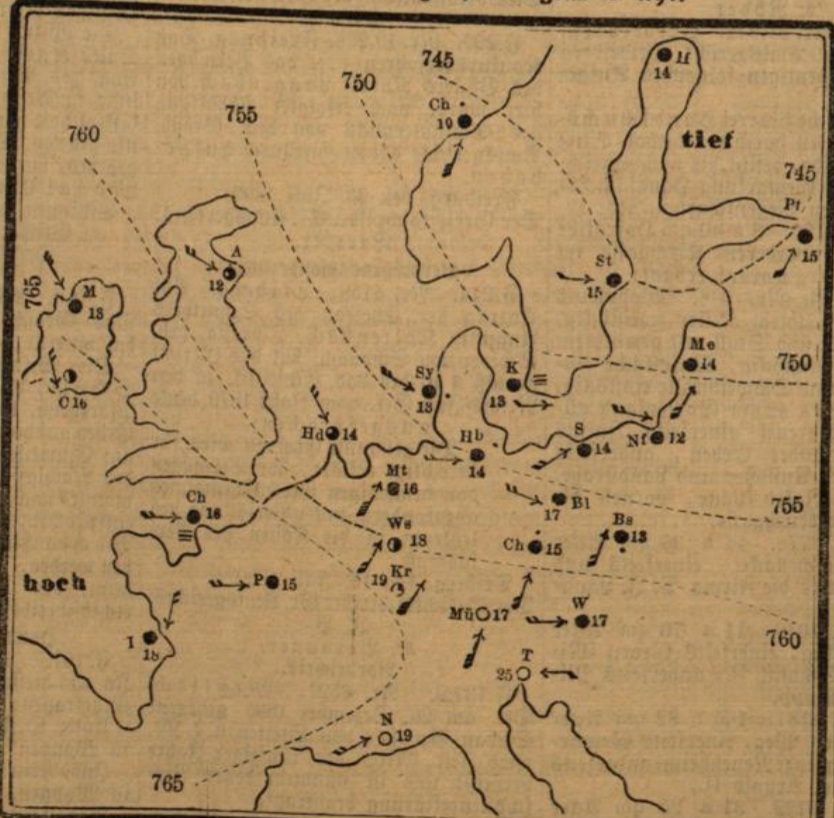 745
Ch
19
750
755
760
14
tief
745
Pt
15
A
12
St
15
765
M
13
C 16
Sy
13
K
13
Me
14
750
Hd 14
Hb
14
S
14
Nf 12
Mt
16
Bl
17
755
Ch
16
Ws
18
Ch 15
Bs
13
hoch
P 15
19
Kr
Mü 17
W
17
760
I
18
T
25
N
19
765